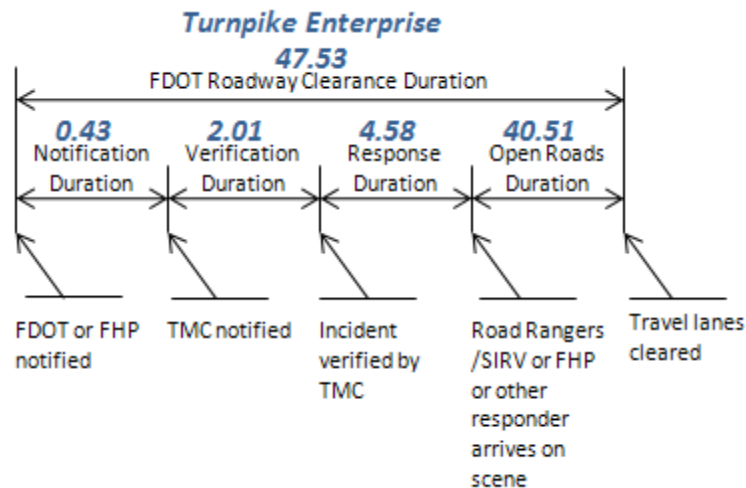 Turnpike Enterprise
47.53
FDOT Roadway Clearance Duration
0.43
Notification
Duration
2.01
Verification
Duration
4.58
Response
Duration
40.51
Open Roads
Duration
FDOT or FHP
notified
TMC notified
Incident
verified by
TMC
Road Rangers
/SIRV or FHP
or other
responder
arrives on
scene
Travel lanes
cleared